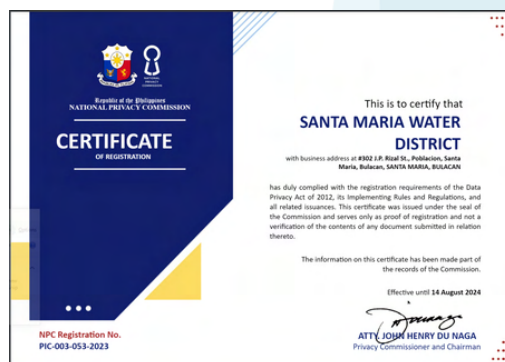 NATIONAL
PRIVACY
COMMISSION
Republic of the Philippines
NATIONAL PRIVACY COMMISSION
CERTIFICATE
OF REGISTRATION
NPC Registration No.
PIC-003-053-2023
This is to certify that
SANTA MARIA WATER
DISTRICT
with business address at #302 J.P. Rizal St., Poblacion, Santa
Maria, Bulacan, SANTA MARIA, BULACAN
has duly complied with the registration requirements of the Data
Privacy Act of 2012, its Implementing Rules and Regulations, and
all related issuances. This certificate was issued under the seal of
the Commission and serves only as proof of registration and not a
verification of the contents of any document submitted in relation
thereto.
The information on this certificate has been made part of
the records of the Commission.
Effective until 14 August 2024
ATTY. JOHN HENRY DU NAGA
Privacy Commissioner and Chairman